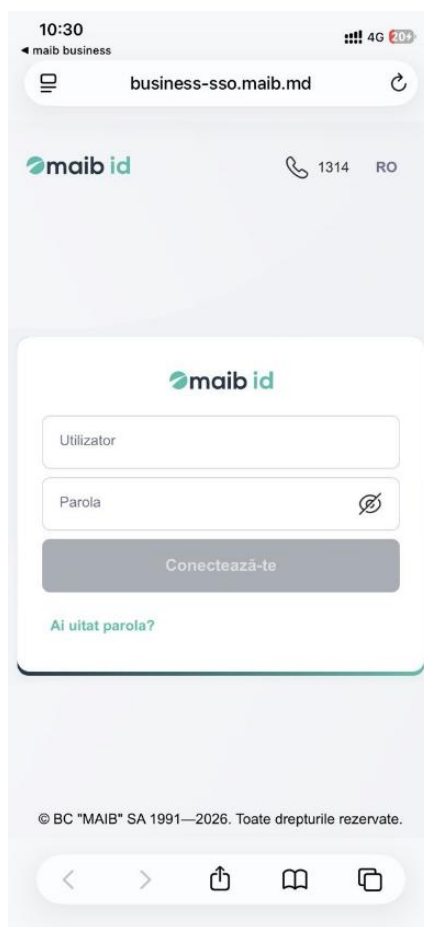 10:30
4G 20+
◀ maib business
business-sso.maib.md
maib id
1314 RO
maib id
Utilizator
Parola
Conectează-te
Ai uitat parola?
© BC "MAIB" SA 1991—2026. Toate drepturile rezervate.